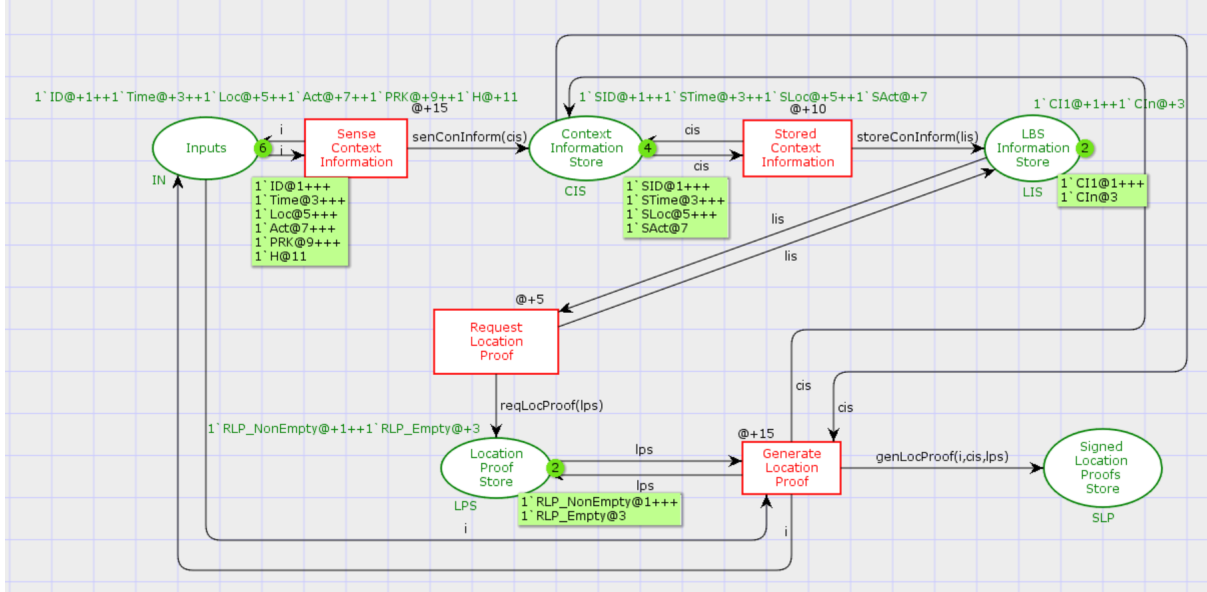 1`ID@+1++1`Time@+3++1`Loc@+5++1`Act@+7++1`PRK@+9++1`H@+11
@+15
1`SID@+1++1`STime@+3++1`SLoc@+5++1`SAct@+7
@+10
1`CI1@+1++1`CIn@+3
Inputs
6
IN
i
i
Sense
Context
Information
senConInform(cis)
Context
Information
Store
4
CIS
cis
cis
Stored
Context
Information
storeConInform(lis)
LBS
Information
Store
2
LIS
1`ID@1+++
1`Time@3+++
1`Loc@5+++
1`Act@7+++
1`PRK@9+++
1`H@11
1`SID@1+++
1`STime@3+++
1`SLoc@5+++
1`SAct@7
1`CI1@1+++
1`CIn@3
lis
lis
@+5
Request
Location
Proof
reqLocProof(lps)
cis
cis
1`RLP_NonEmpty@+1++1`RLP_Empty@+3
Location
Proof
Store
2
LPS
1`RLP_NonEmpty@1+++
1`RLP_Empty@3
lps
lps
@+15
Generate
Location
Proof
genLocProof(i,cis,lps)
Signed
Location
Proofs
Store
SLP
i
i